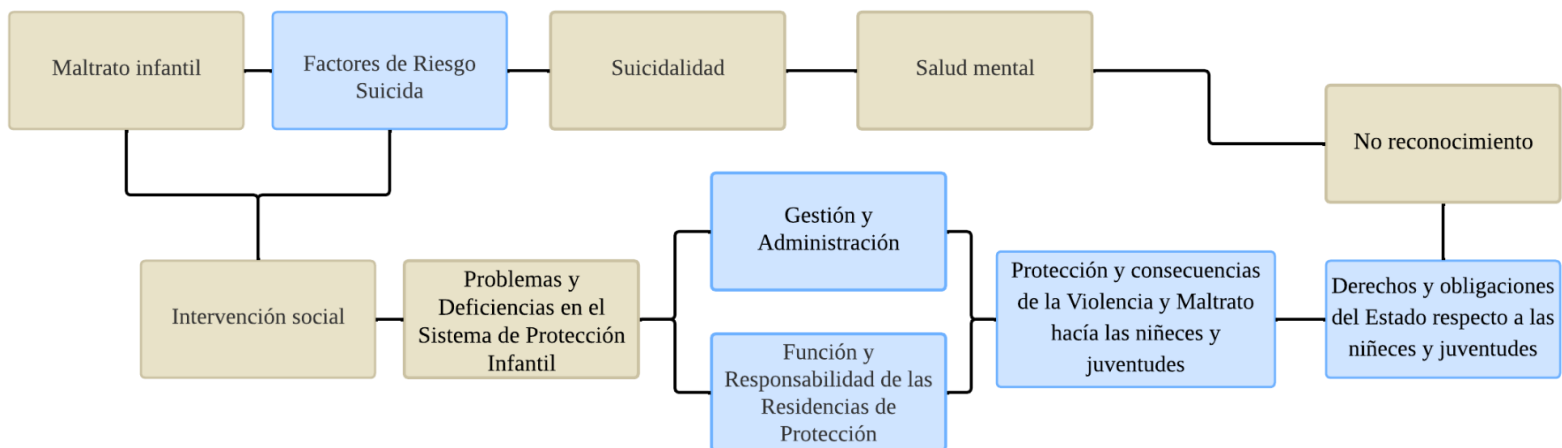 Maltrato infantil
Factores de Riesgo
Suicida
Suicidalidad
Salud mental
No reconocimiento
Gestión y
Administración
Intervención social
Problemas y
Deficiencias en el
Sistema de Protección
Infantil
Función y
Responsabilidad de las
Residencias de
Protección
Protección y consecuencias
de la Violencia y Maltrato
hacía las niñeces y
juventudes
Derechos y obligaciones
del Estado respecto a las
niñeces y juventudes